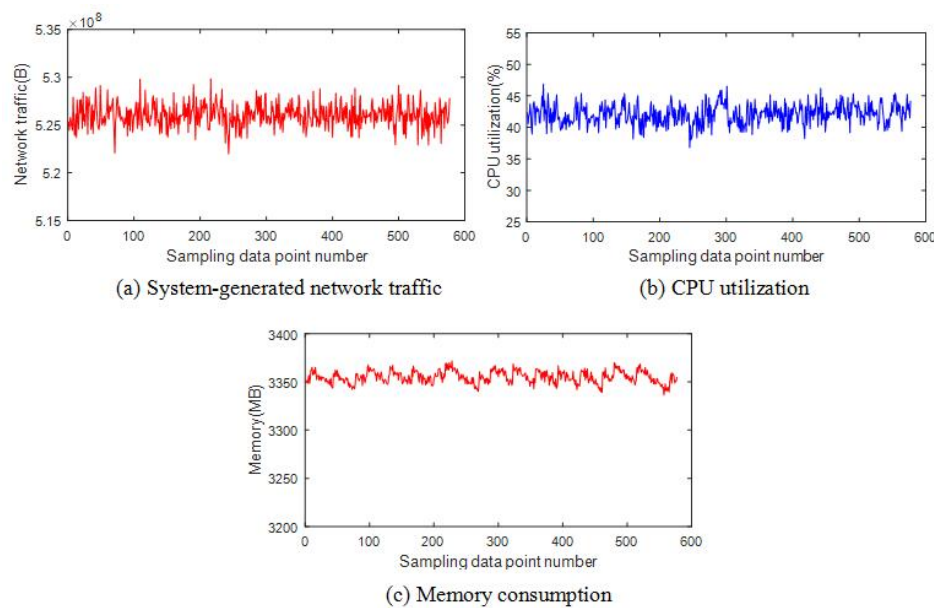 ×10⁸
5.35
5.3
5.25
5.2
5.15
Network traffic(B)
0 100 200 300 400 500 600
Sampling data point number
(a) System-generated network traffic
55
50
45
40
35
30
25
CPU utilization(%)
0 100 200 300 400 500 600
Sampling data point number
(b) CPU utilization
3400
3350
3300
3250
3200
Memory(MB)
0 100 200 300 400 500 600
Sampling data point number
(c) Memory consumption